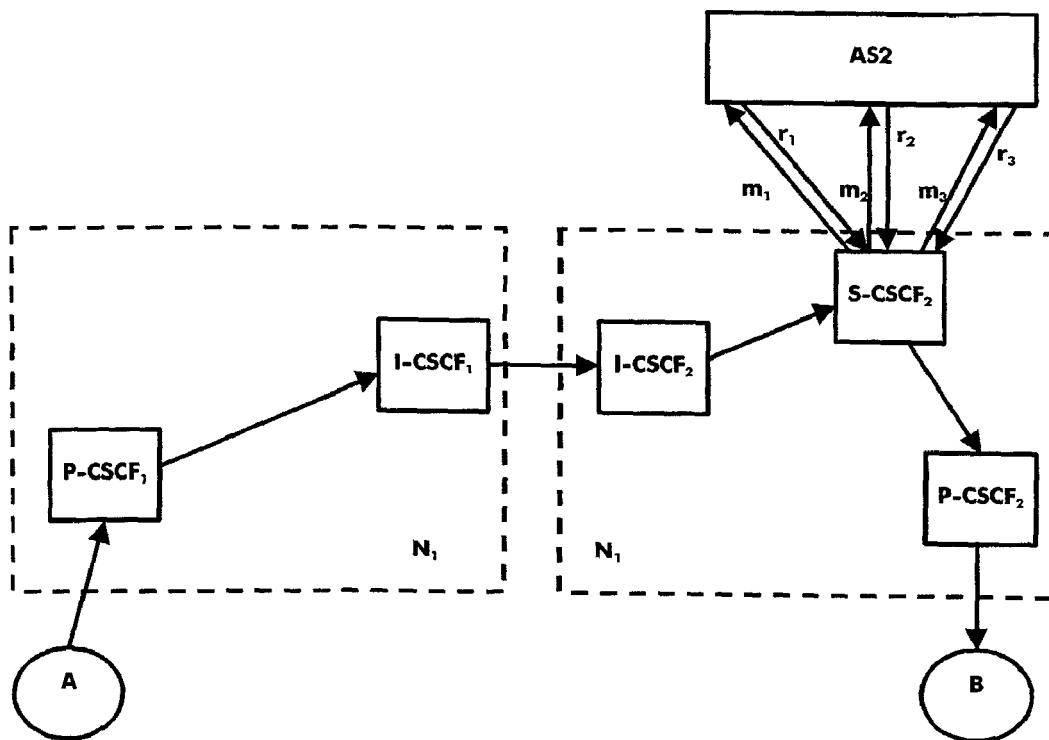 AS2
r₁
r₂
r₃
m₁
m₂
m₃
S-CSCF₂
I-CSCF₁
I-CSCF₂
P-CSCF₁
P-CSCF₂
N₁
N₁
A
B